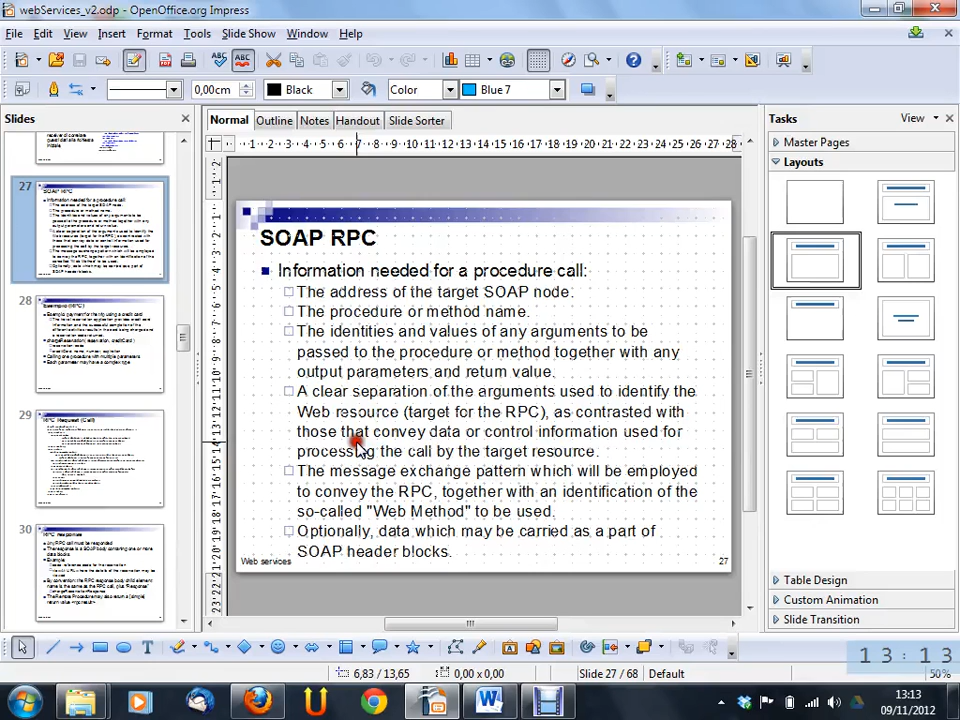 webServices_v2.odp - OpenOffice.org Impress
File Edit View Insert Format Tools Slide Show Window Help
0,00cm Black Color Blue 7
Slides
Normal Outline Notes Handout Slide Sorter
Tasks View
Master Pages
Layouts
27
SOAP RPC
28
29
RPC Request (Call)
30
RPC Responses
SOAP RPC
Information needed for a procedure call:
The address of the target SOAP node.
The procedure or method name.
The identities and values of any arguments to be
passed to the procedure or method together with any
output parameters and return value.
A clear separation of the arguments used to identify the
Web resource (target for the RPC), as contrasted with
those that convey data or control information used for
processing the call by the target resource.
The message exchange pattern which will be employed
to convey the RPC, together with an identification of the
so-called "Web Method" to be used.
Optionally, data which may be carried as a part of
SOAP header blocks.
Web services 27
Table Design
Custom Animation
Slide Transition
6,83 / 13,65 0,00 x 0,00 Slide 27 / 68 Default 50%
13:13
13:13
09/11/2012